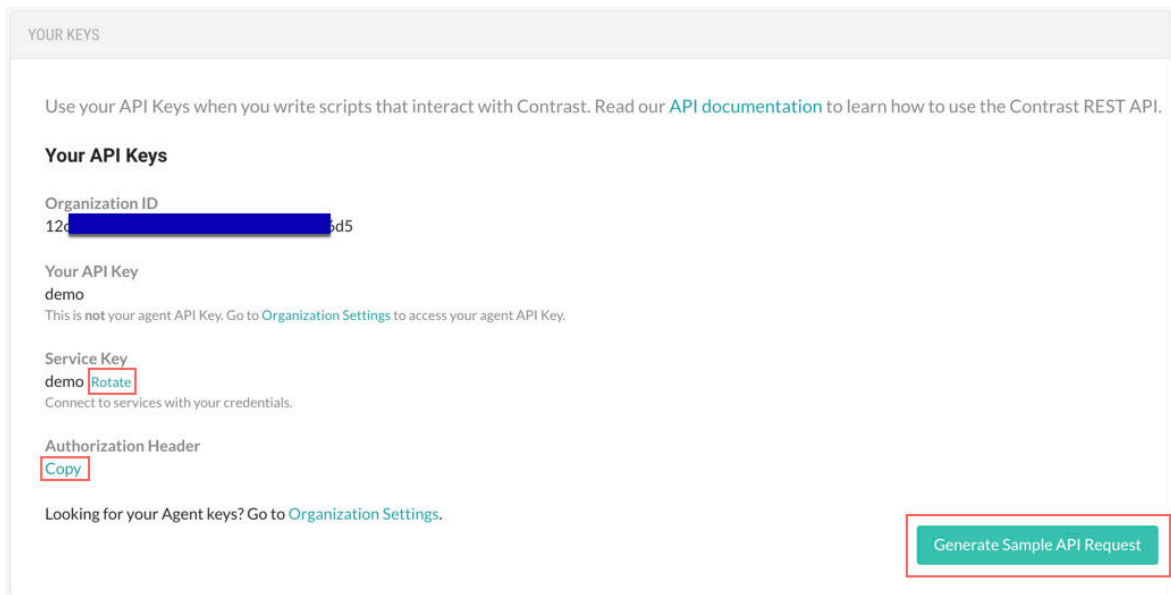 YOUR KEYS
Use your API Keys when you write scripts that interact with Contrast. Read our API documentation to learn how to use the Contrast REST API.
Your API Keys
Organization ID
12c 6d5
Your API Key
demo
This is not your agent API Key. Go to Organization Settings to access your agent API Key.
Service Key
demo Rotate
Connect to services with your credentials.
Authorization Header
Copy
Looking for your Agent keys? Go to Organization Settings.
Generate Sample API Request